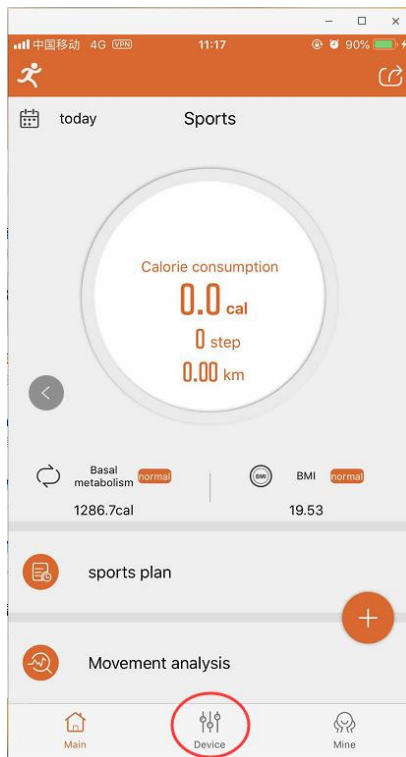 中国移动 4G VPN 11:17 90%
today Sports
Calorie consumption
0.0 cal
0 step
0.00 km
Basal metabolism normal
BMI BMI normal
1286.7cal 19.53
sports plan
Movement analysis
Main Device Mine